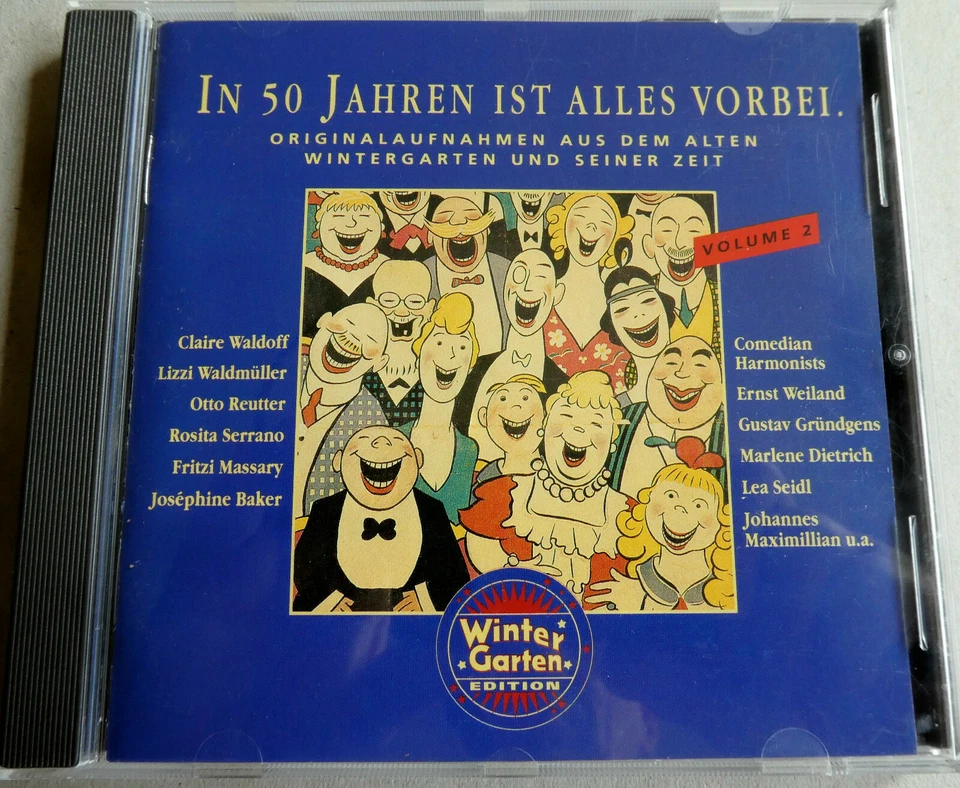 IN 50 JAHREN IST ALLES VORBEI.
ORIGINALAUFNAHMEN AUS DEM ALTEN
WINTERGARTEN UND SEINER ZEIT
VOLUME 2
Claire Waldoff
Lizzi Waldmüller
Otto Reutter
Rosita Serrano
Fritzi Massary
Joséphine Baker
Comedian
Harmonists
Ernst Weiland
Gustav Gründgens
Marlene Dietrich
Lea Seidl
Johannes
Maximillian u.a.
Winter
Garten
EDITION